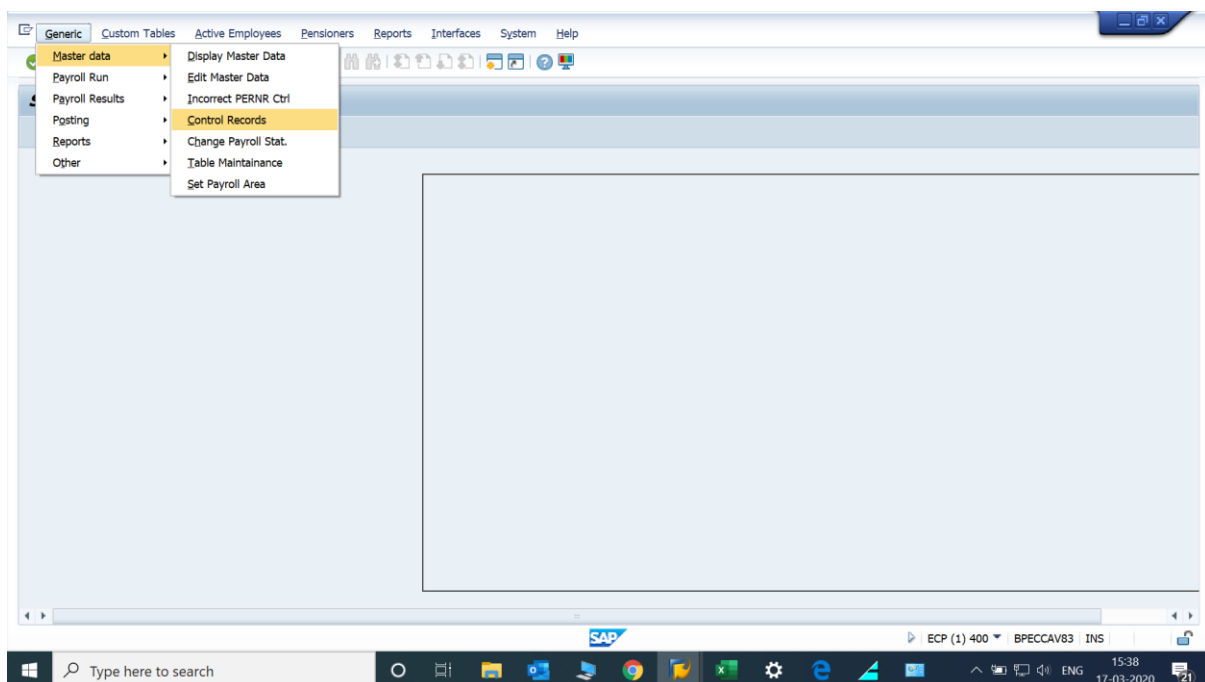 Generic Custom Tables Active Employees Pensioners Reports Interfaces System Help
Master data
Payroll Run
Payroll Results
Posting
Reports
Other
Display Master Data
Edit Master Data
Incorrect PERNR Ctrl
Control Records
Change Payroll Stat.
Table Maintainance
Set Payroll Area
SAP
ECP (1) 400 BPECCAV83 INS
Type here to search
ENG
15:38
17-03-2020
21